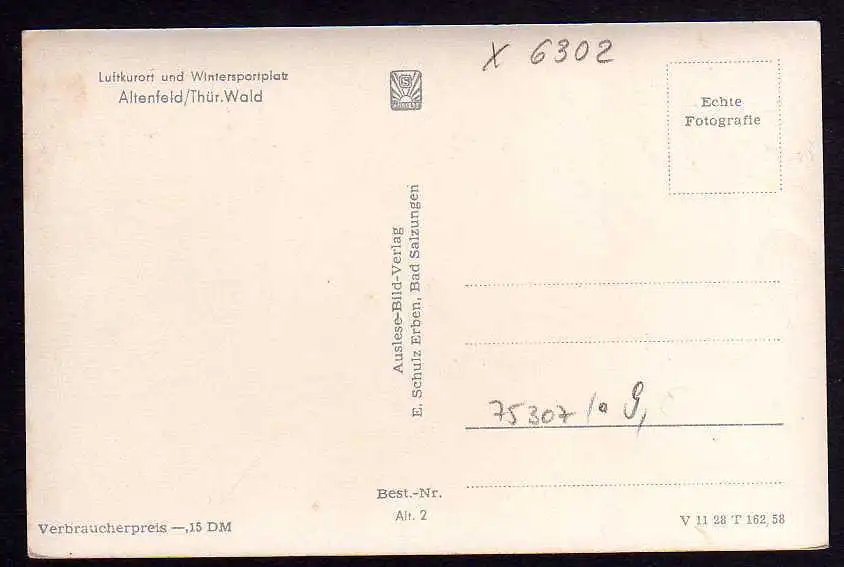 Luftkurort und Wintersportplatz
Altenfeld/Thür.Wald
X 6302
Echte
Fotografie
Auslese-Bild-Verlag
E. Schulz Erben, Bad Salzungen
75307
Best.-Nr.
Alt. 2
Verbraucherpreis —,15 DM
V 11 28 T 162, 58